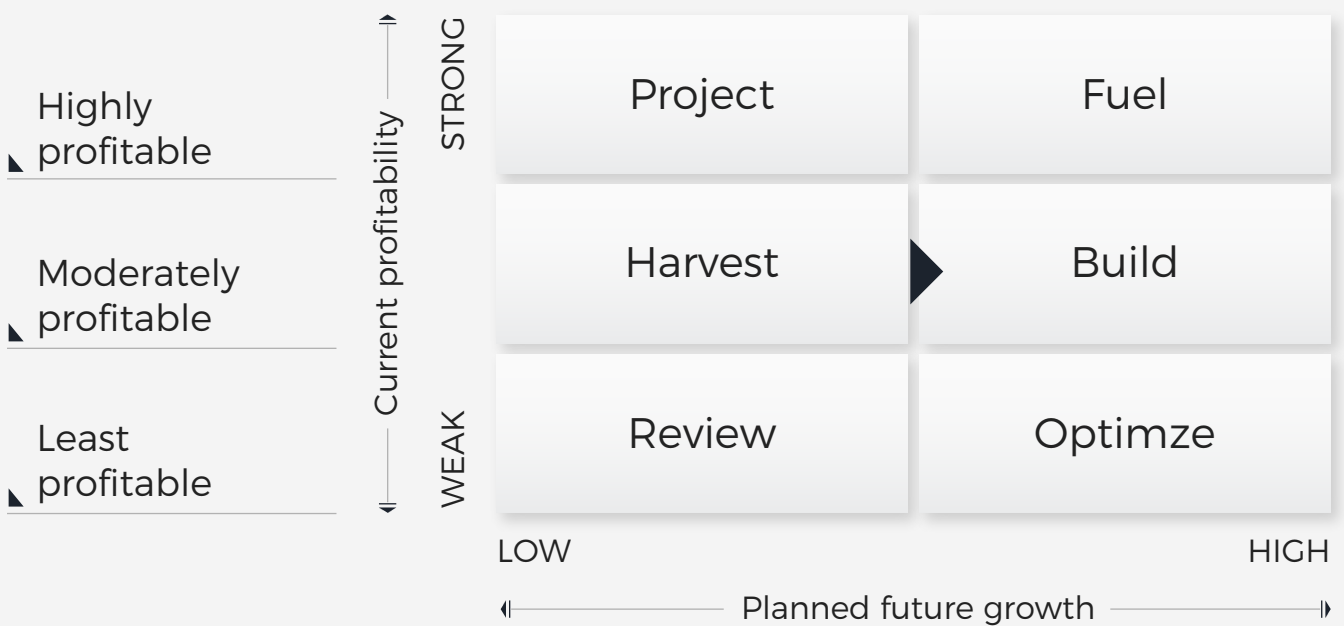 Highly
profitable
Moderately
profitable
Least
profitable
Current profitability
STRONG
WEAK
Project
Fuel
Harvest
Build
Review
Optimze
LOW
HIGH
Planned future growth